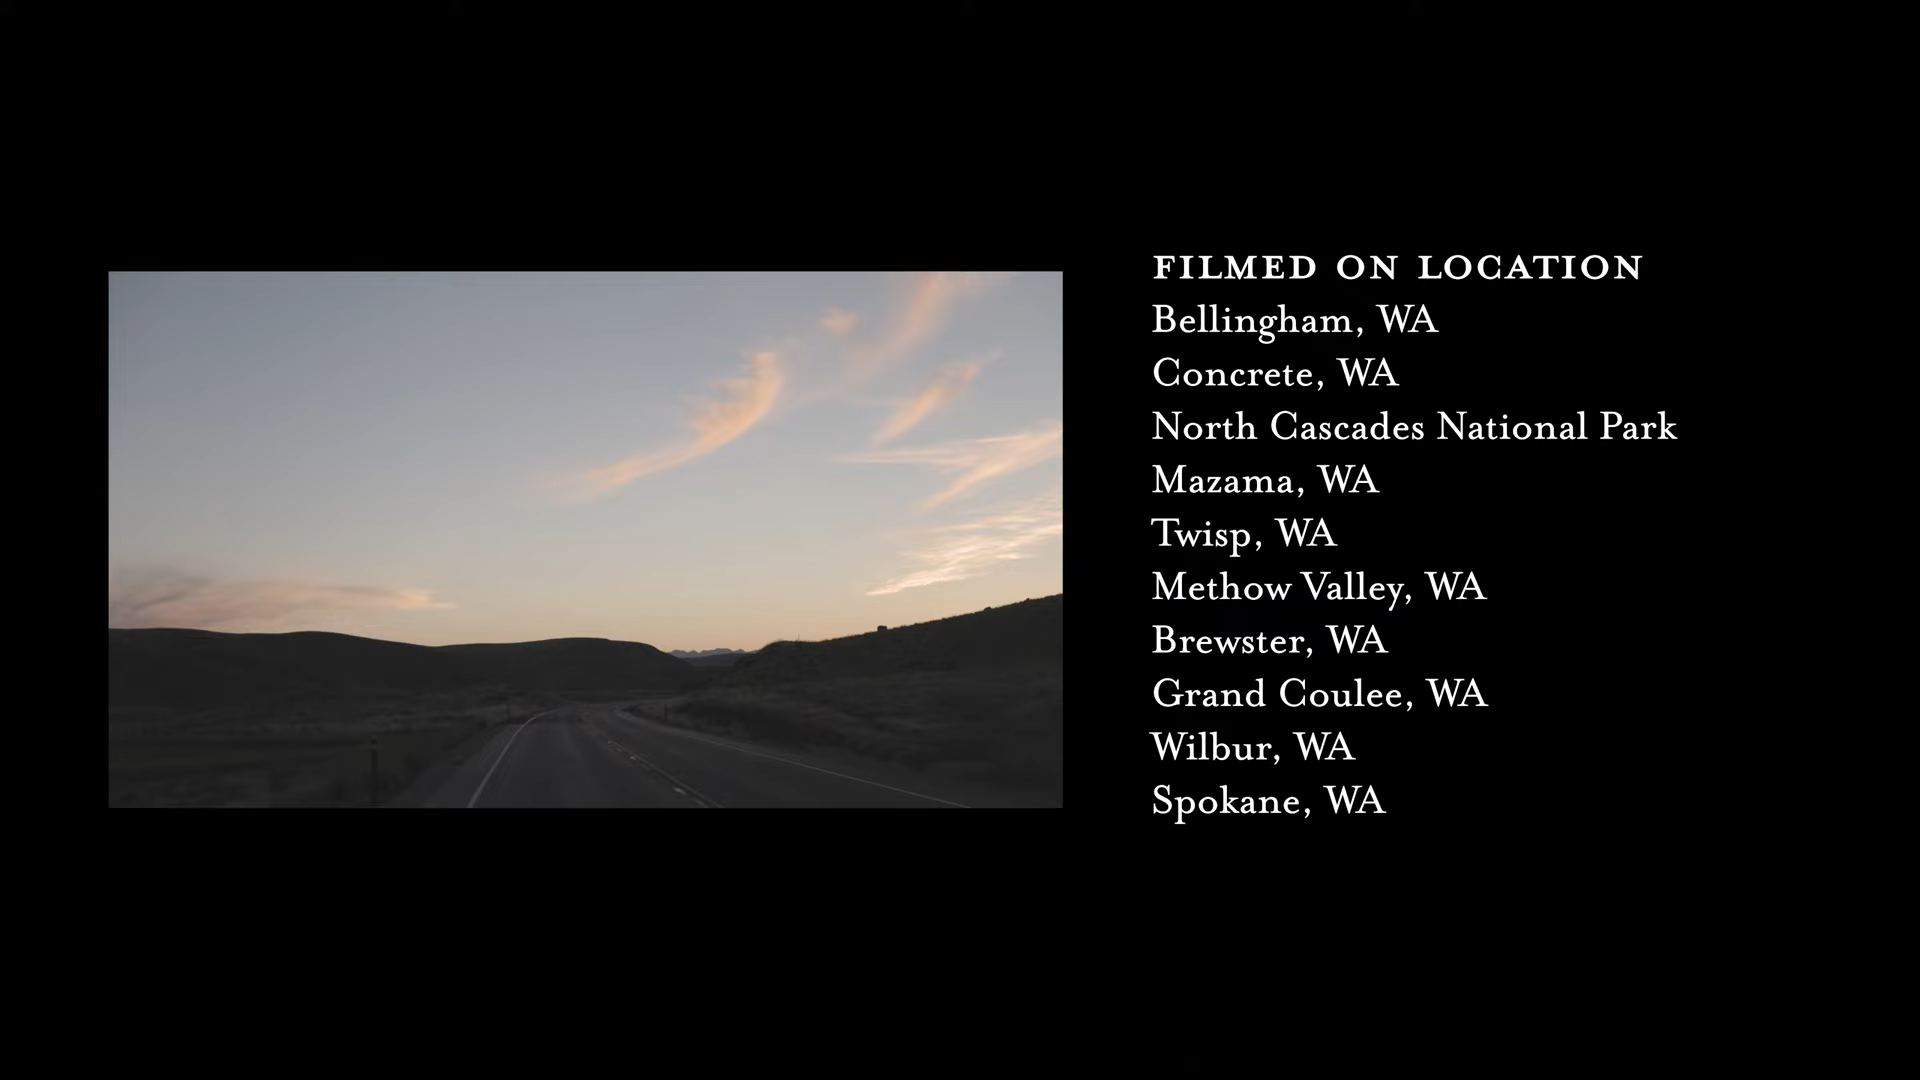 FILMED ON LOCATION
Bellingham, WA
Concrete, WA
North Cascades National Park
Mazama, WA
Twisp, WA
Methow Valley, WA
Brewster, WA
Grand Coulee, WA
Wilbur, WA
Spokane, WA